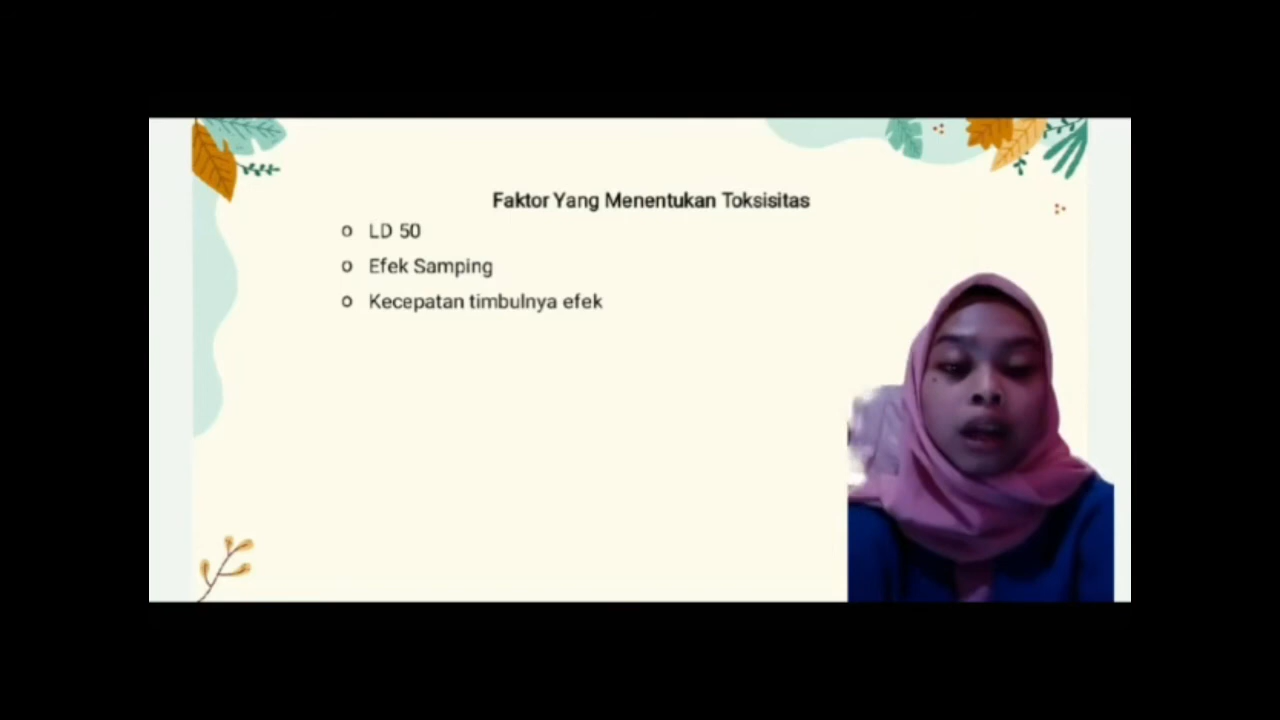 Faktor Yang Menentukan Toksisitas
o LD 50
o Efek Samping
o Kecepatan timbulnya efek